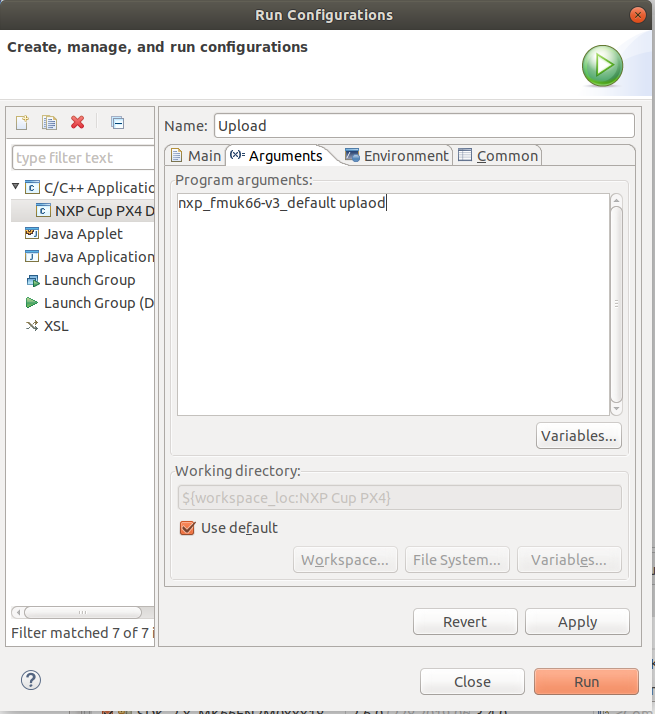 Run Configurations
Create, manage, and run configurations
Name: Upload
type filter text
Main (x)= Arguments Environment Common
C/C++ Applicatio
NXP Cup PX4 D
Java Applet
Java Application
Launch Group
Launch Group (D
XSL
Program arguments:
nxp_fmuk66-v3_default uplaod
Variables...
Working directory:
${workspace_loc:NXP Cup PX4}
Use default
Workspace... File System... Variables...
Filter matched 7 of 7 i
Revert Apply
? Close Run